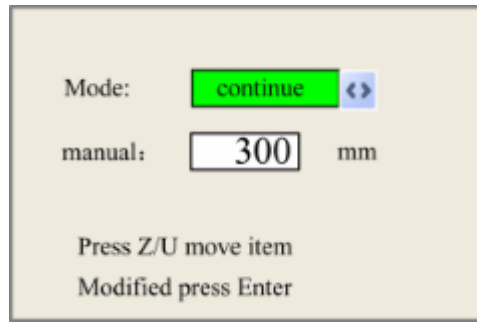 Mode: continue <>
manual: 300 mm
Press Z/U move item
Modified press Enter